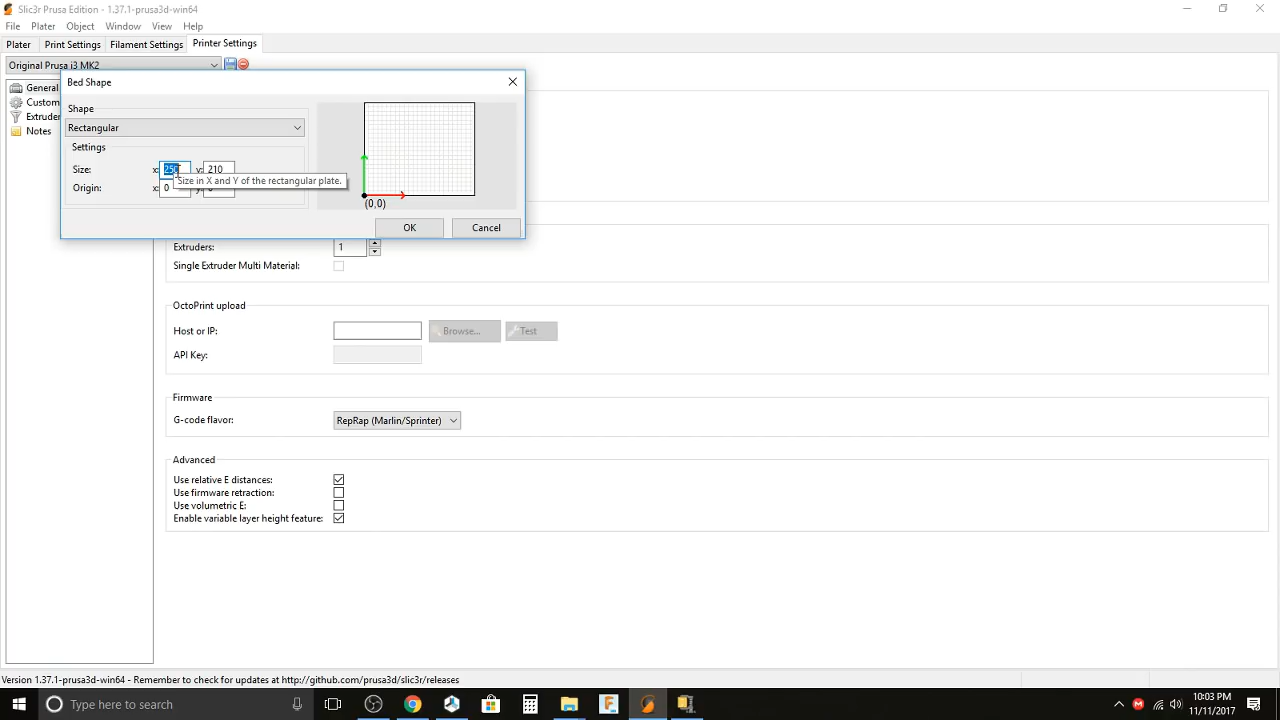 Slic3r Prusa Edition - 1.37.1-prusa3d-win64
File Plater Object Window View Help
Plater Print Settings Filament Settings Printer Settings
Original Prusa i3 MK2
Bed Shape
General
Custom
Extruder
Notes
Shape
Rectangular
Settings
Size: x: 250 y: 210
Size in X and Y of the rectangular plate.
Origin: x: 0
(0,0)
OK Cancel
Extruders: 1
Single Extruder Multi Material:
OctoPrint upload
Host or IP: Browse... Test
API Key:
Firmware
G-code flavor: RepRap (Marlin/Sprinter)
Advanced
Use relative E distances:
Use firmware retraction:
Use volumetric E:
Enable variable layer height feature:
Version 1.37.1-prusa3d-win64 - Remember to check for updates at http://github.com/prusa3d/slic3r/releases
Type here to search
10:03 PM
11/11/2017